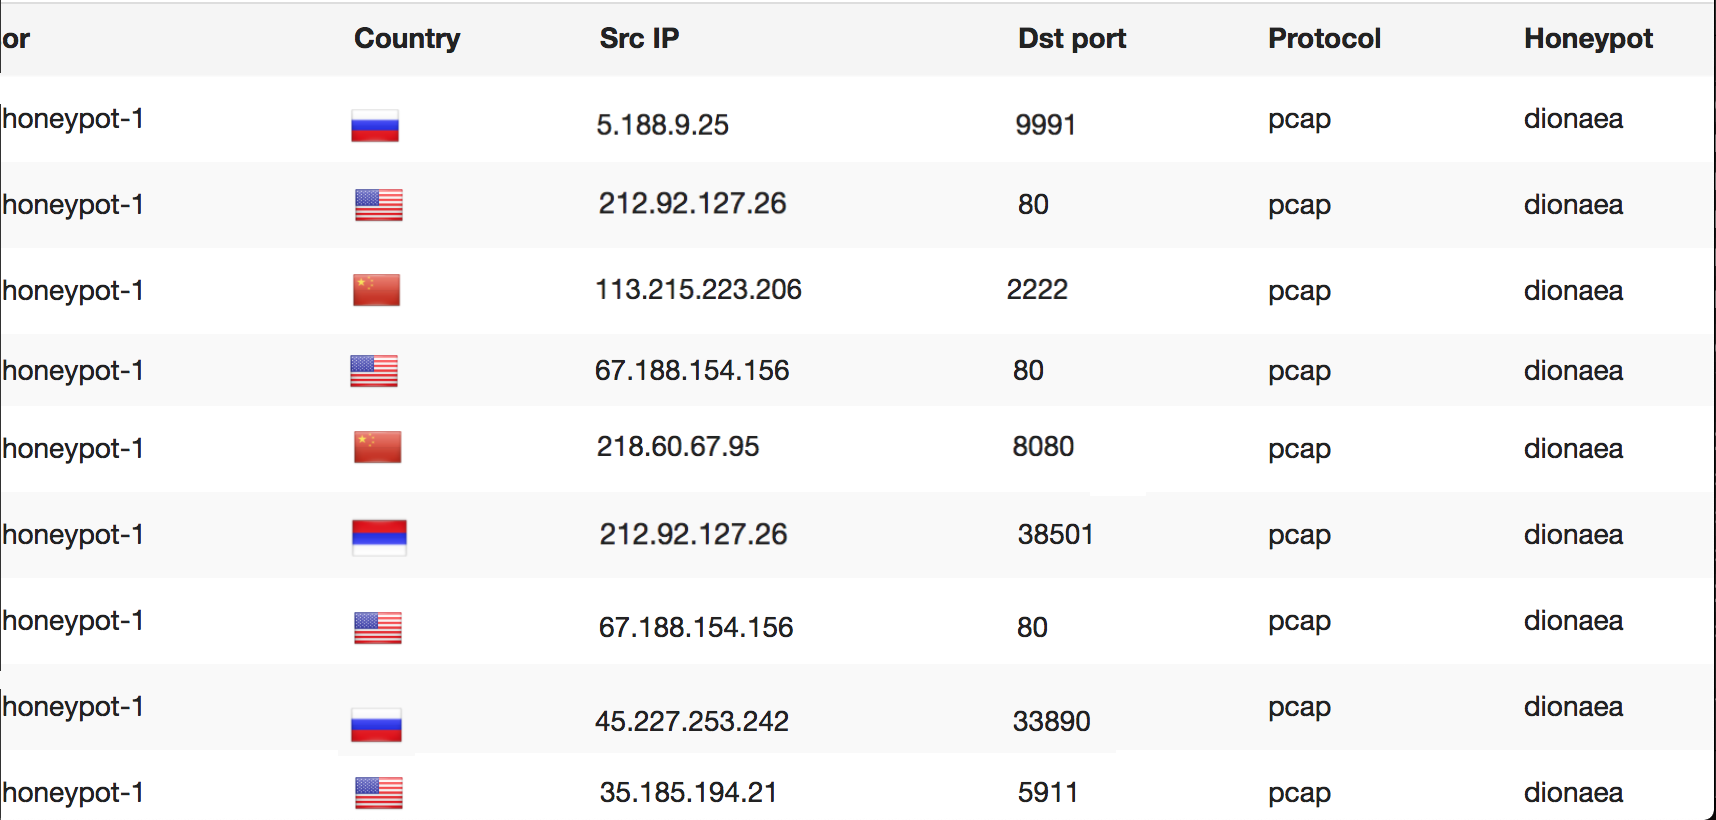 or Country Src IP Dst port Protocol Honeypot
honeypot-1 5.188.9.25 9991 pcap dionaea
honeypot-1 212.92.127.26 80 pcap dionaea
honeypot-1 113.215.223.206 2222 pcap dionaea
honeypot-1 67.188.154.156 80 pcap dionaea
honeypot-1 218.60.67.95 8080 pcap dionaea
honeypot-1 212.92.127.26 38501 pcap dionaea
honeypot-1 67.188.154.156 80 pcap dionaea
honeypot-1 45.227.253.242 33890 pcap dionaea
honeypot-1 35.185.194.21 5911 pcap dionaea